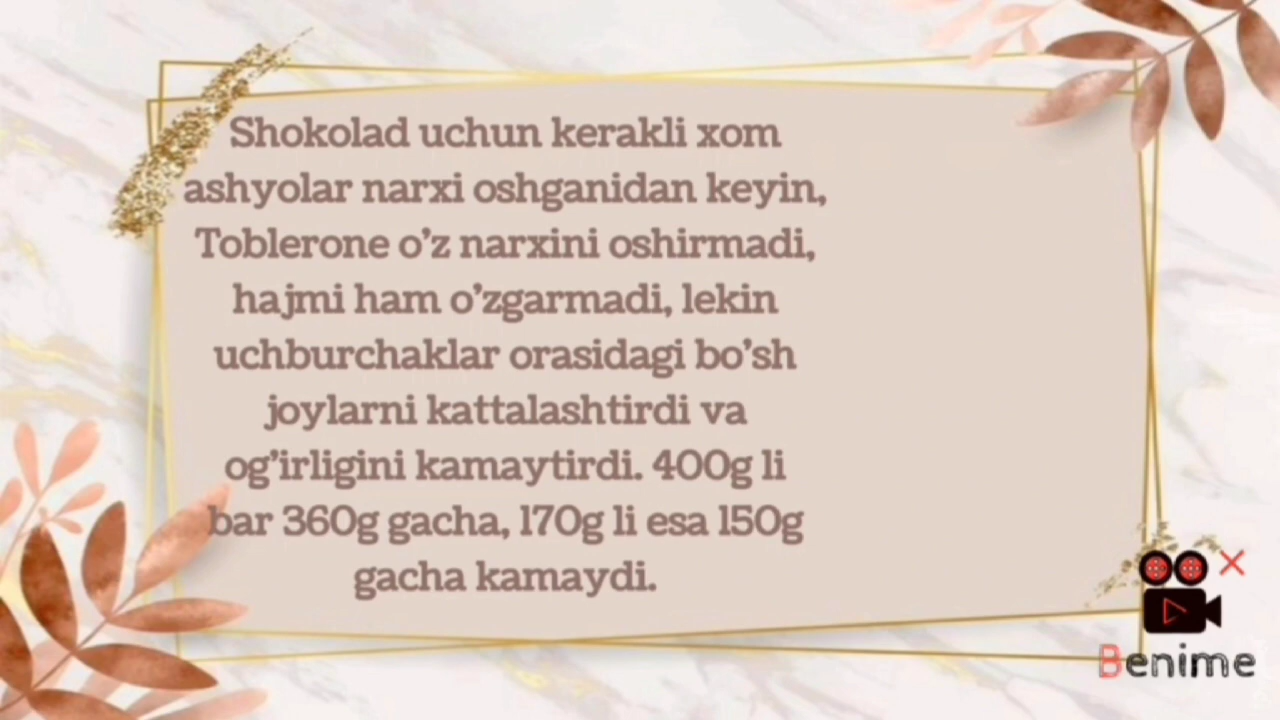 Shokolad uchun kerakli xom
ashyolar narxi oshganidan keyin,
Toblerone o'z narxini oshirmadi,
hajmi ham o'zgarmadi, lekin
uchburchaklar orasidagi bo'sh
joylarni kattalashtirdi va
og'irligini kamaytirdi. 400g li
bar 360g gacha, 170g li esa 150g
gacha kamaydi.
Benime